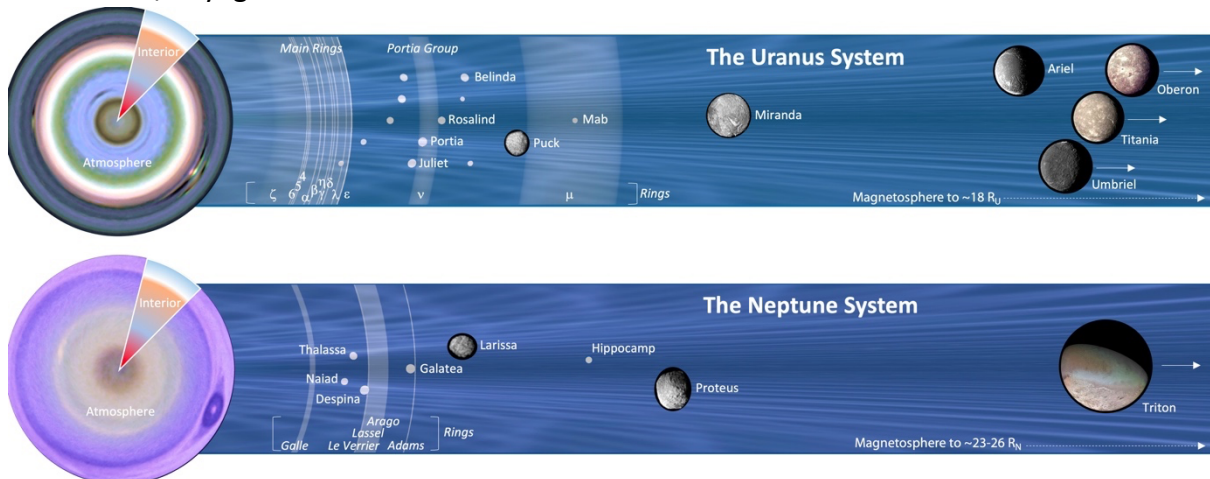 Interior
Atmosphere
Main Rings
Portia Group
The Uranus System
Belinda
Rosalind
Portia
Juliet
Puck
Mab
Miranda
Ariel
Oberon
Titania
Umbriel
ζ 6 5 4 α β η γ δ λ ε ν μ Rings
Magnetosphere to ~18 R_U
Interior
Atmosphere
The Neptune System
Thalassa
Naiad
Despina
Larissa
Galatea
Hippocamp
Proteus
Triton
Arago
Lassel
Galle Le Verrier Adams Rings
Magnetosphere to ~23-26 R_N